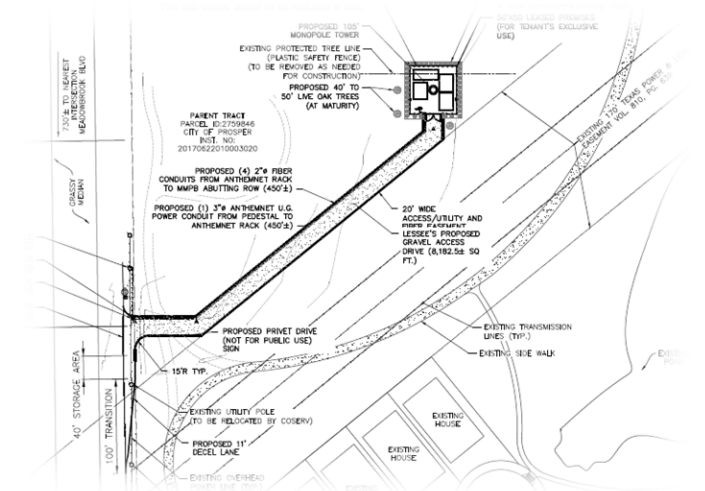 PROPOSED 105'
MONOPOLE TOWER
EXISTING PROTECTED TREE LINE
(PLASTIC SAFETY FENCE)
(TO BE REMOVED AS NEEDED
FOR CONSTRUCTION)
PROPOSED 40' TO
50' LIVE OAK TREES
(AT MATURITY)
LEASED PREMISES
(FOR TENANT'S EXCLUSIVE
USE)
730'± TO NEAREST
INTERSECTION
MEADOWBROOK BLVD
GRASSY
MEDIAN
PARENT TRACT
PARCEL ID:2759846
CITY OF PROSPER
INST. NO:
20170622010003020
EXISTING 170' TEXAS POWER &
EASEMENT VOL. 810, PG.
PROPOSED (4) 2"ø FIBER
CONDUITS FROM ANTHEMNET RACK
TO MMPB ABUTTING ROW (450'±)
PROPOSED (1) 3"ø ANTHEMNET U.G.
POWER CONDUIT FROM PEDESTAL TO
ANTHEMNET RACK (450'±)
20' WIDE
ACCESS/UTILITY AND
FIBER EASEMENT
LESSEE'S PROPOSED
GRAVEL ACCESS
DRIVE (8,182.5± SQ
FT.)
PROPOSED PRIVET DRIVE
(NOT FOR PUBLIC USE)
SIGN
EXISTING TRANSMISSION
LINES (TYP.)
EXISTING SIDE WALK
15'R TYP.
40' STORAGE AREA
100' TRANSITION
EXISTING UTILITY POLE
(TO BE RELOCATED BY COSERV)
PROPOSED 11'
DECEL LANE
EXISTING OVERHEAD
POWER LINE (TYP.)
EXISTING
HOUSE
EXISTING
HOUSE
EXISTING